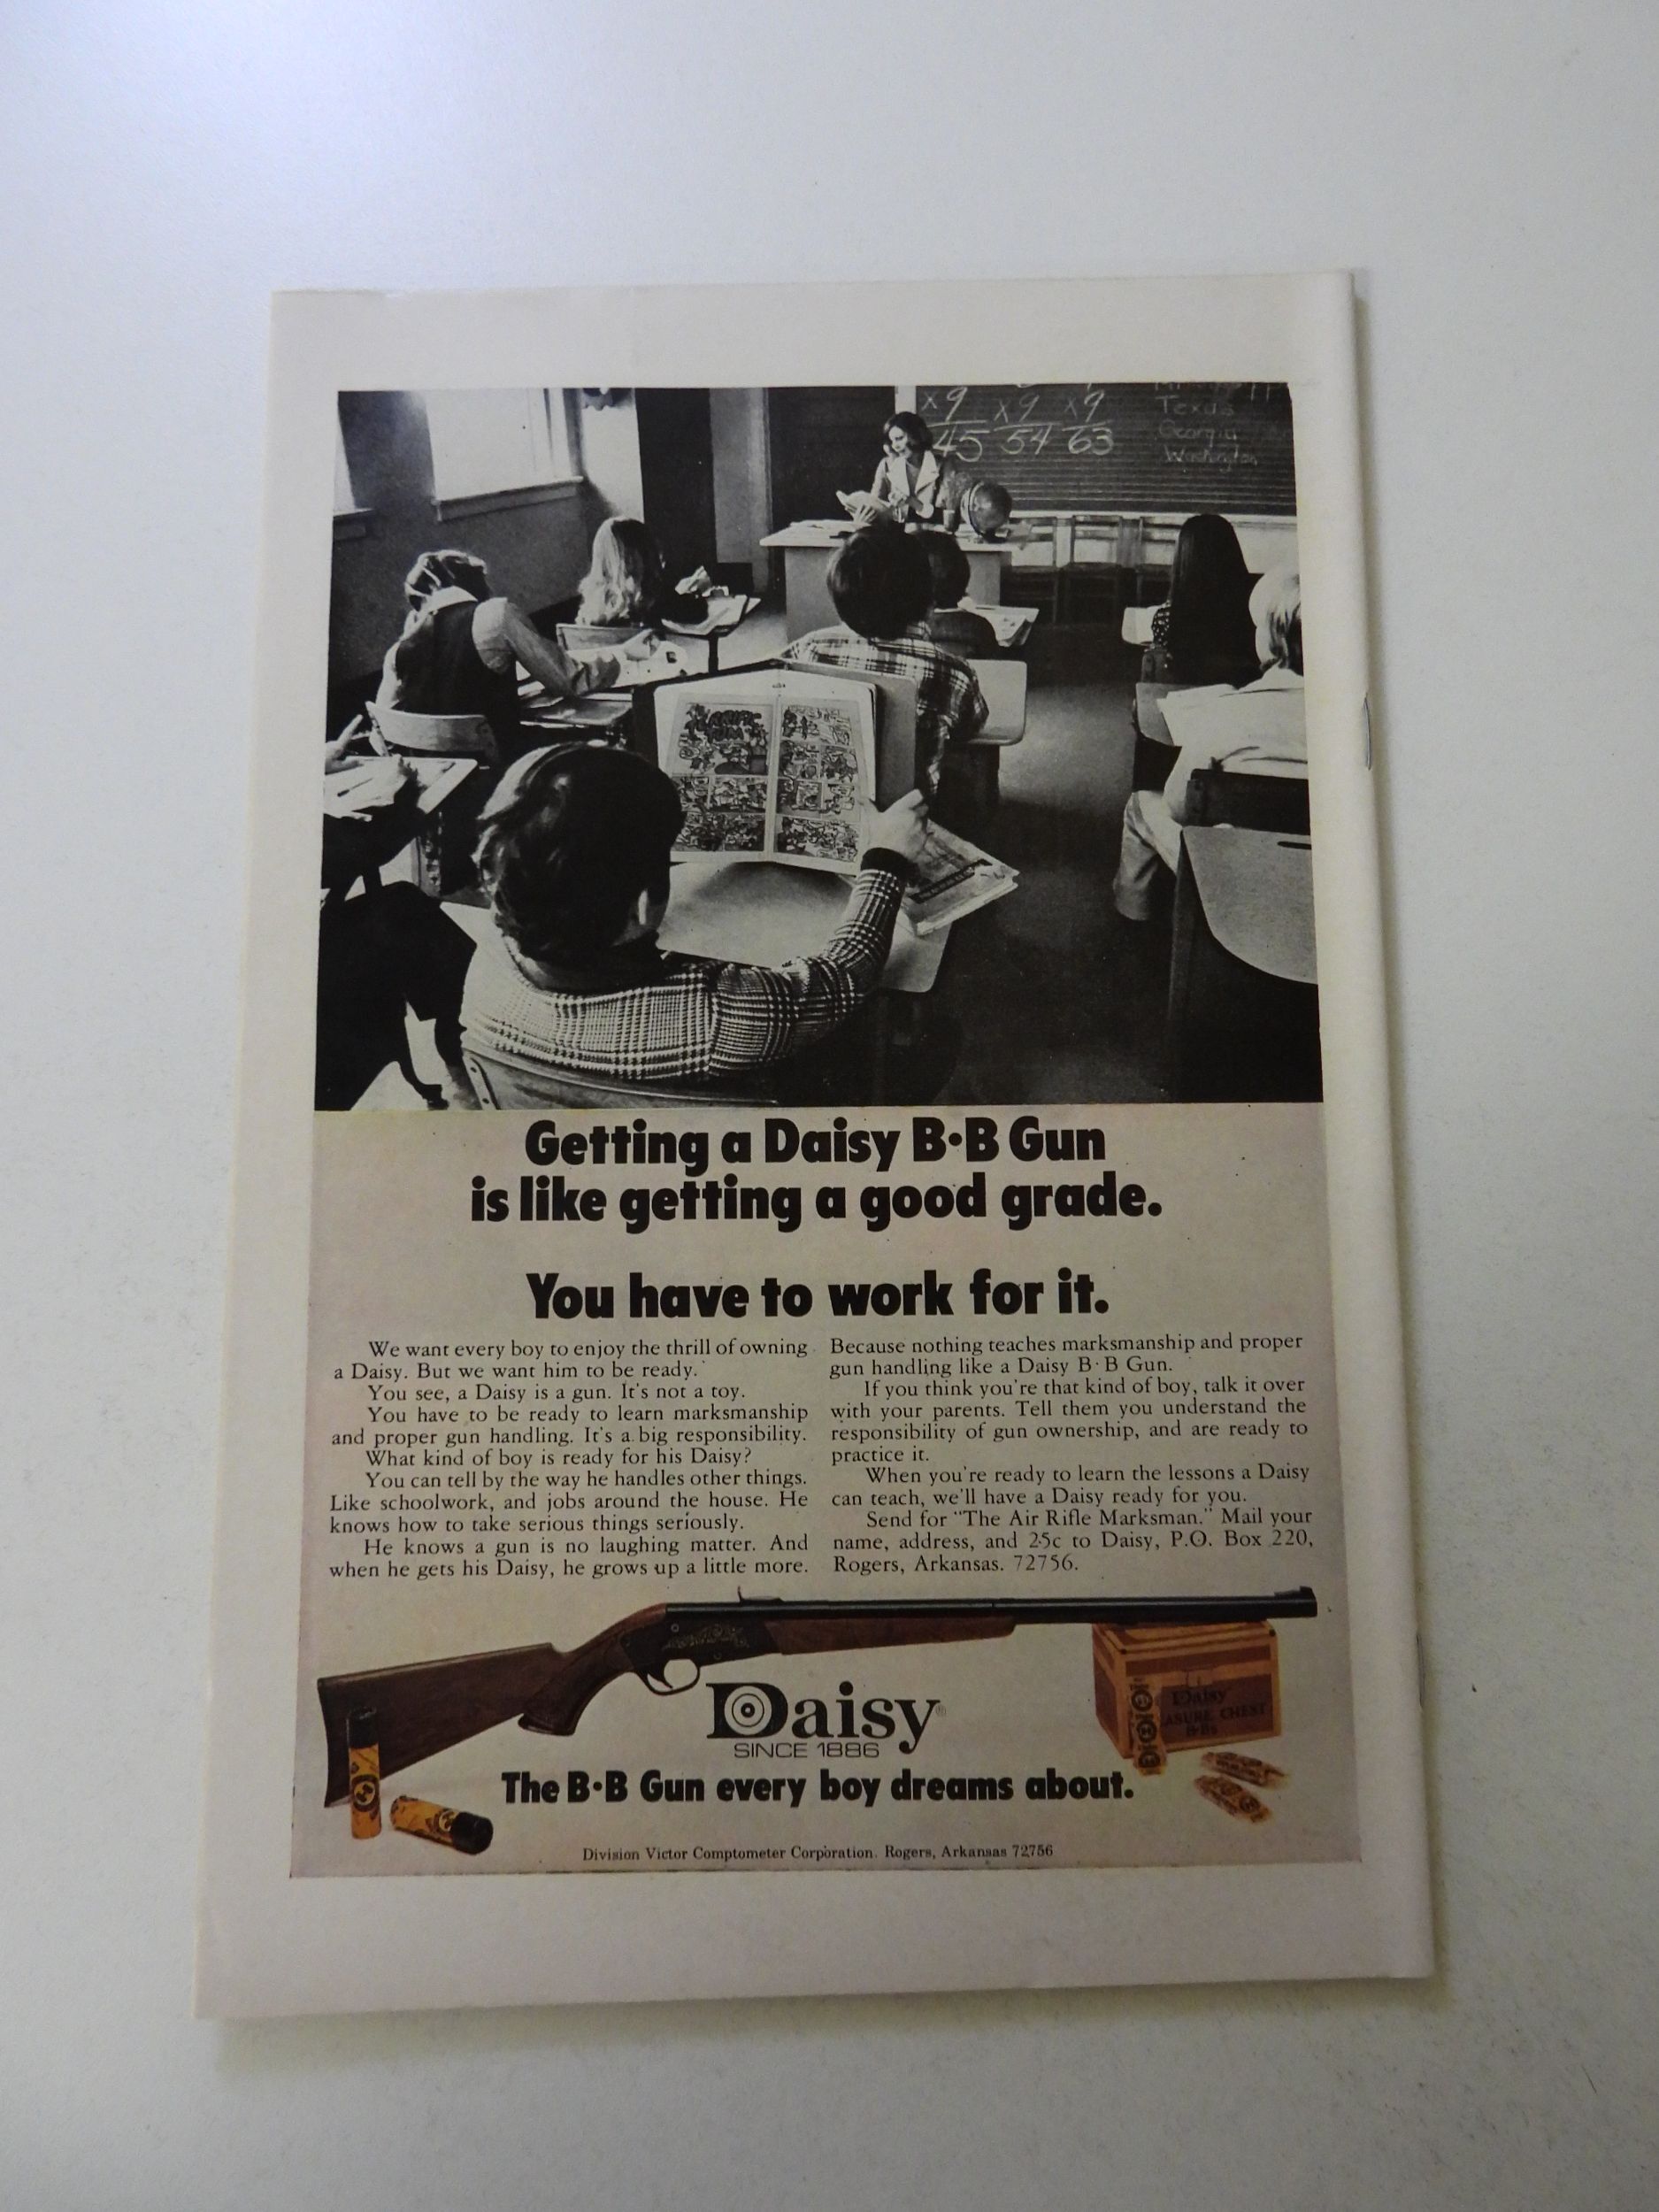 x9 x9 x9
45 54 63
Texas
Georgia
Washington
Getting a Daisy B·B Gun
is like getting a good grade.
You have to work for it.
We want every boy to enjoy the thrill of owning
a Daisy. But we want him to be ready.
You see, a Daisy is a gun. It's not a toy.
You have to be ready to learn marksmanship
and proper gun handling. It's a big responsibility.
What kind of boy is ready for his Daisy?
You can tell by the way he handles other things.
Like schoolwork, and jobs around the house. He
knows how to take serious things seriously.
He knows a gun is no laughing matter. And
when he gets his Daisy, he grows up a little more.
Because nothing teaches marksmanship and proper
gun handling like a Daisy B·B Gun.
If you think you're that kind of boy, talk it over
with your parents. Tell them you understand the
responsibility of gun ownership, and are ready to
practice it.
When you're ready to learn the lessons a Daisy
can teach, we'll have a Daisy ready for you.
Send for "The Air Rifle Marksman." Mail your
name, address, and 25c to Daisy, P.O. Box 220,
Rogers, Arkansas. 72756.
Daisy®
SINCE 1886
Daisy
ASURE CHEST
B·Bs
The B·B Gun every boy dreams about.
Division Victor Comptometer Corporation. Rogers, Arkansas 72756